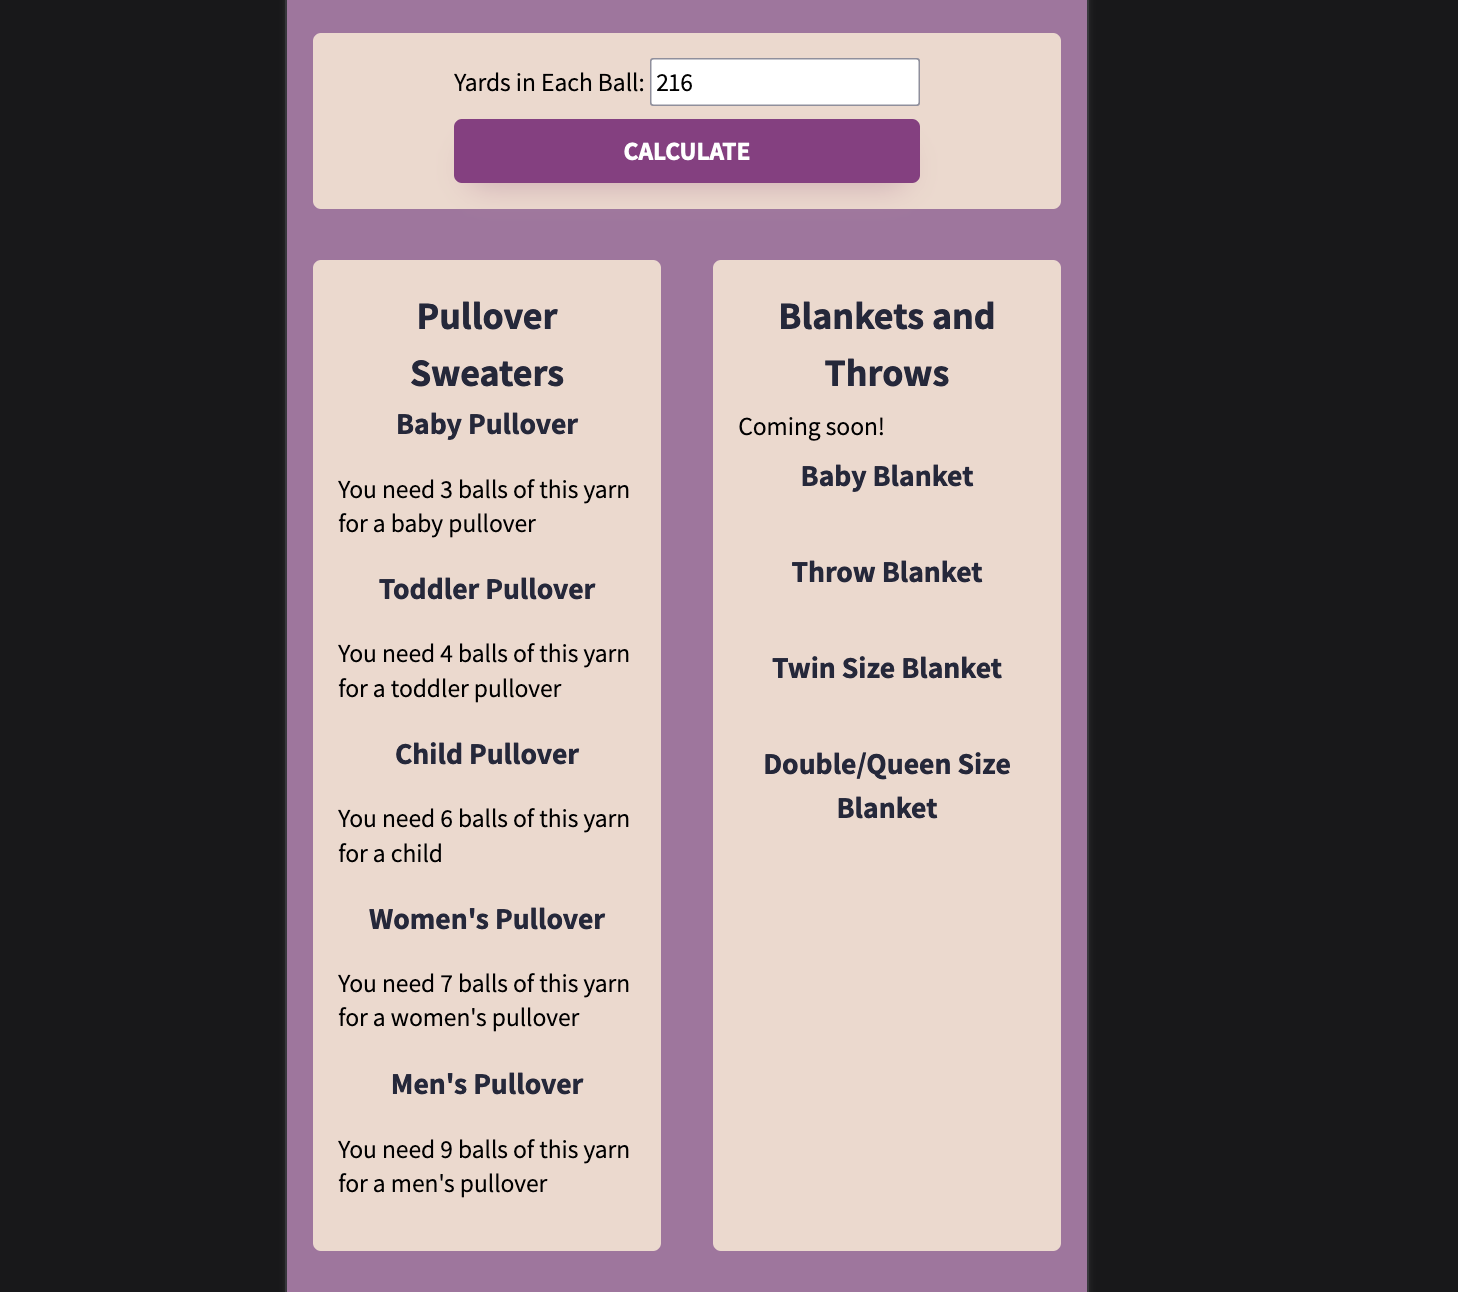 Yards in Each Ball: 216
CALCULATE
Pullover
Sweaters
Baby Pullover
You need 3 balls of this yarn
for a baby pullover
Toddler Pullover
You need 4 balls of this yarn
for a toddler pullover
Child Pullover
You need 6 balls of this yarn
for a child
Women's Pullover
You need 7 balls of this yarn
for a women's pullover
Men's Pullover
You need 9 balls of this yarn
for a men's pullover
Blankets and
Throws
Coming soon!
Baby Blanket
Throw Blanket
Twin Size Blanket
Double/Queen Size
Blanket